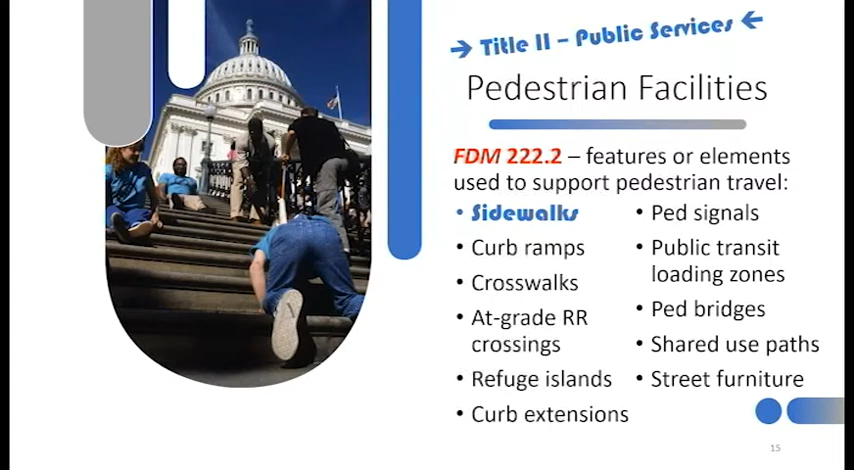 → Title II – Public Services ←
Pedestrian Facilities
FDM 222.2 – features or elements
used to support pedestrian travel:
• Sidewalks
• Curb ramps
• Crosswalks
• At-grade RR
crossings
• Refuge islands
• Curb extensions
• Ped signals
• Public transit
loading zones
• Ped bridges
• Shared use paths
• Street furniture
15